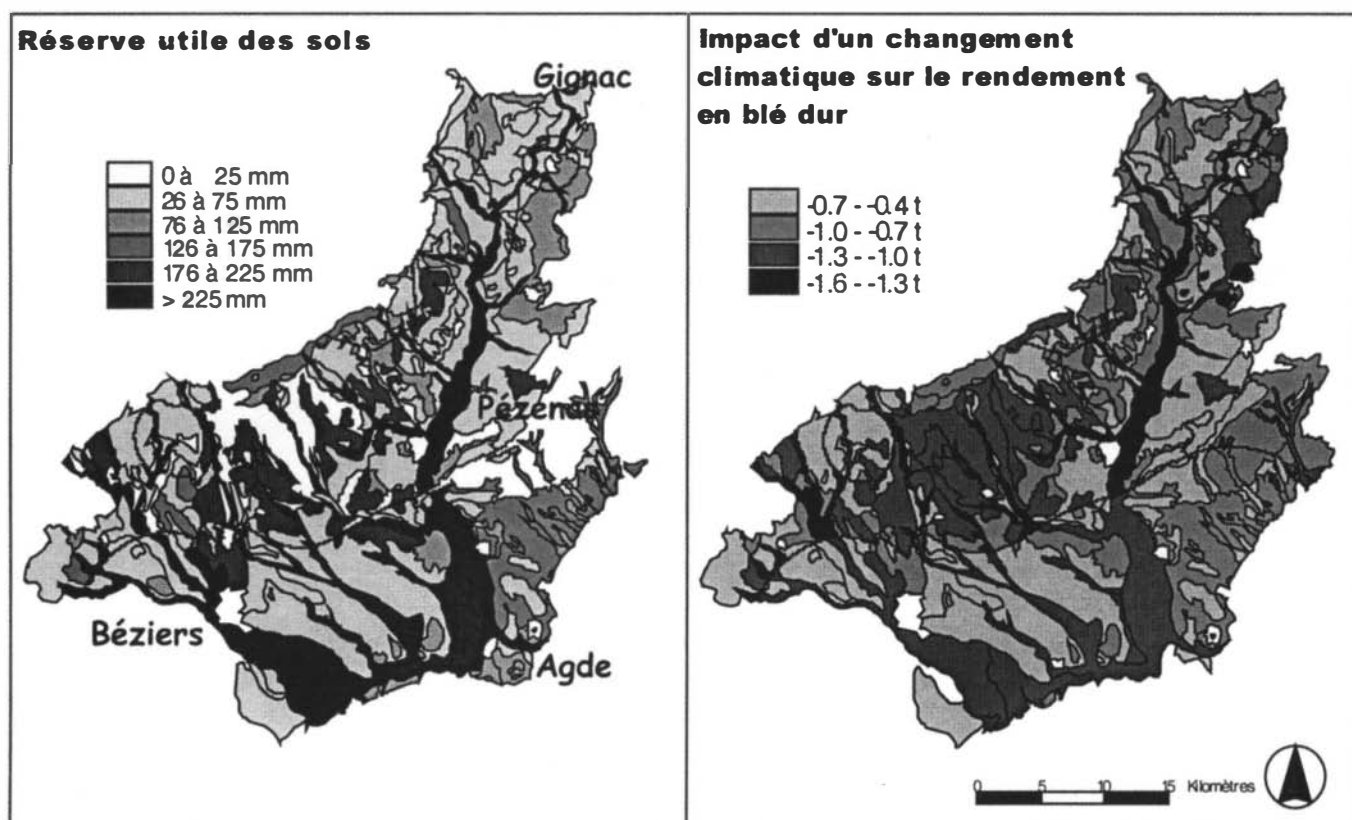 Réserve utile des sols
Gignac
0 à 25 mm
26 à 75 mm
76 à 125 mm
126 à 175 mm
176 à 225 mm
> 225 mm
Pézenas
Béziers
Agde
Impact d'un changement
climatique sur le rendement
en blé dur
-0.7 - -0.4 t
-1.0 - -0.7 t
-1.3 - -1.0 t
-1.6 - -1.3 t
0 5 10 15 Kilomètres